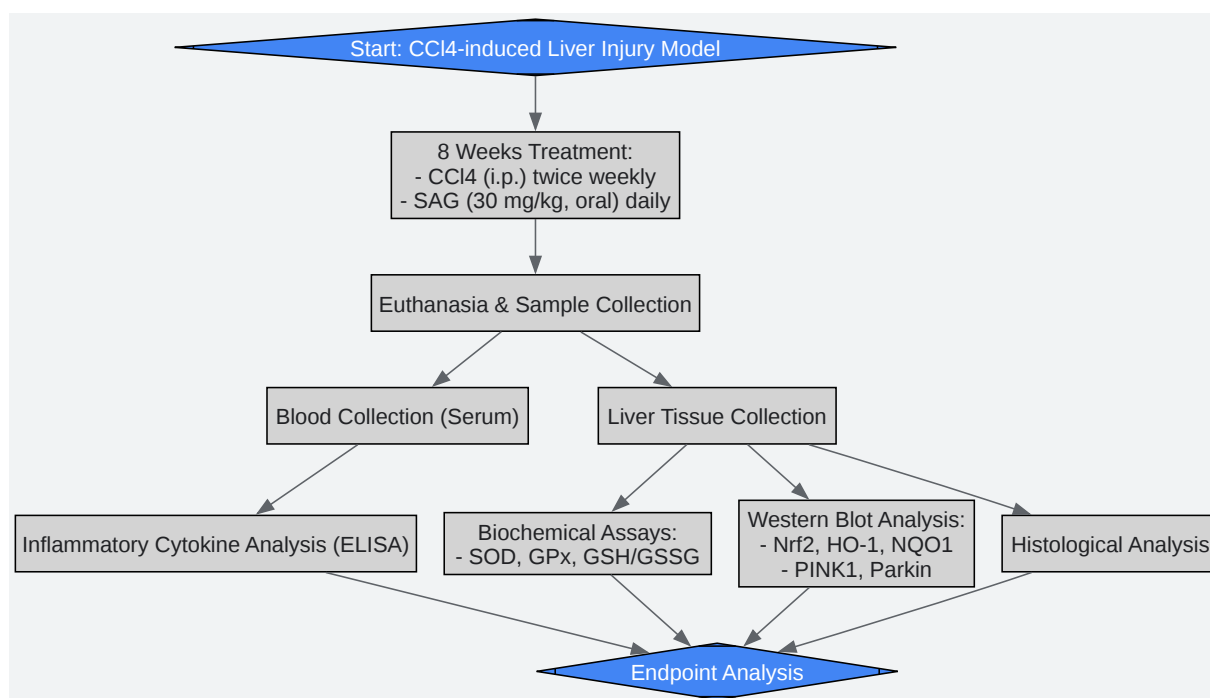 Start: CCl4-induced Liver Injury Model
8 Weeks Treatment:
- CCl4 (i.p.) twice weekly
- SAG (30 mg/kg, oral) daily
Euthanasia & Sample Collection
Blood Collection (Serum)
Liver Tissue Collection
Inflammatory Cytokine Analysis (ELISA)
Biochemical Assays:
- SOD, GPx, GSH/GSSG
Western Blot Analysis:
- Nrf2, HO-1, NQO1
- PINK1, Parkin
Histological Analysis
Endpoint Analysis